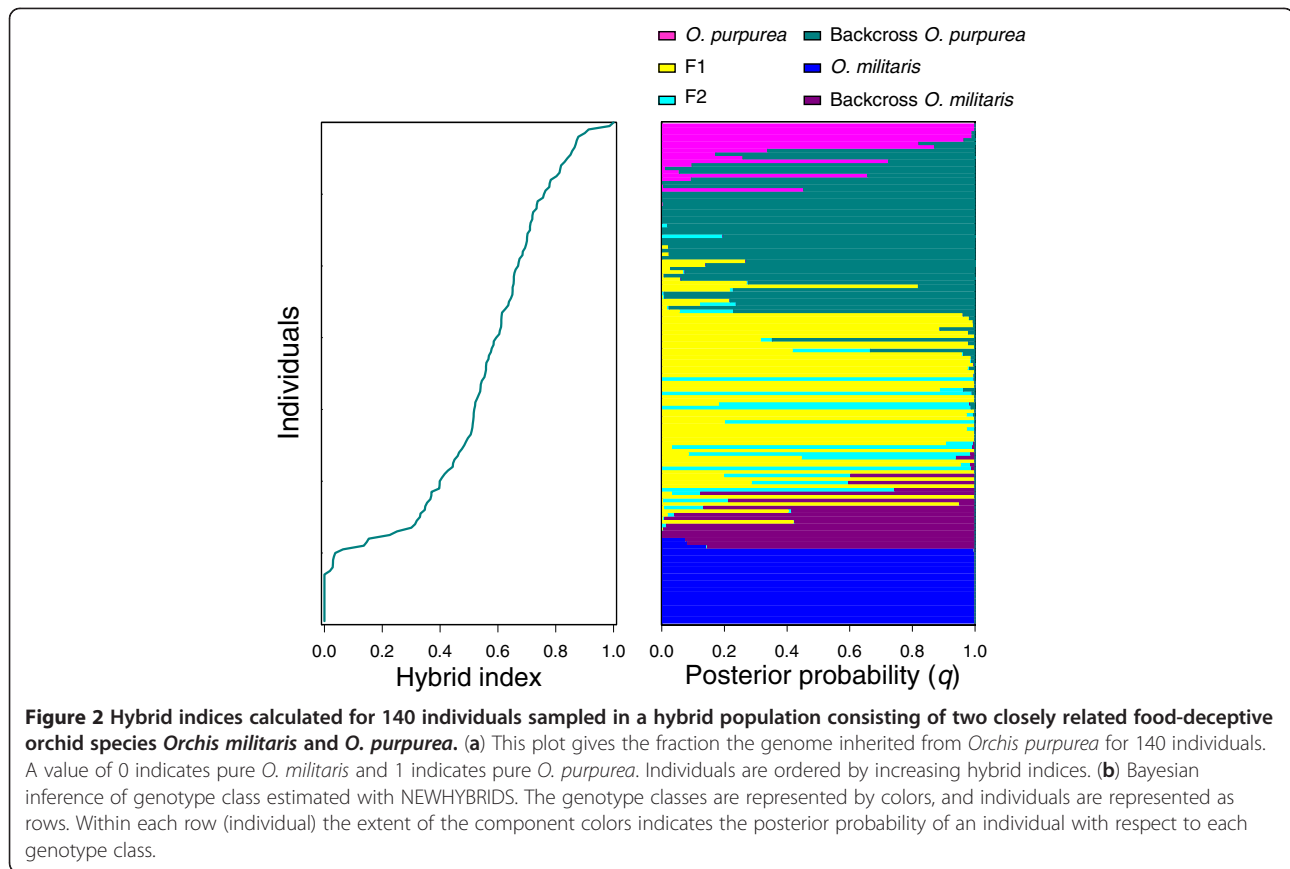 O. purpurea Backcross O. purpurea
F1 O. militaris
F2 Backcross O. militaris
Individuals
0.0 0.2 0.4 0.6 0.8 1.0 0.0 0.2 0.4 0.6 0.8 1.0
Hybrid index Posterior probability (q)
Figure 2 Hybrid indices calculated for 140 individuals sampled in a hybrid population consisting of two closely related food-deceptive
orchid species Orchis militaris and O. purpurea. (a) This plot gives the fraction the genome inherited from Orchis purpurea for 140 individuals.
A value of 0 indicates pure O. militaris and 1 indicates pure O. purpurea. Individuals are ordered by increasing hybrid indices. (b) Bayesian
inference of genotype class estimated with NEWHYBRIDS. The genotype classes are represented by colors, and individuals are represented as
rows. Within each row (individual) the extent of the component colors indicates the posterior probability of an individual with respect to each
genotype class.